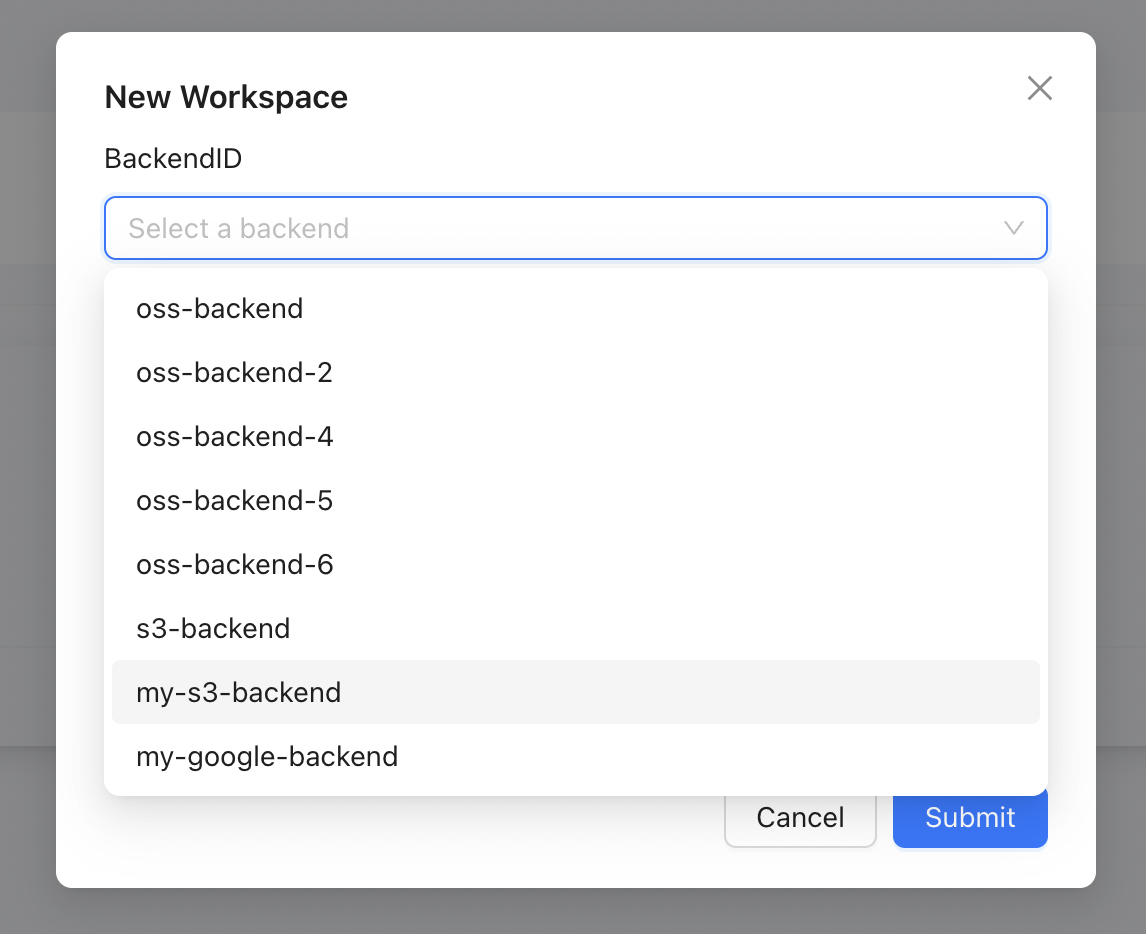 New Workspace
BackendID
Select a backend
oss-backend
oss-backend-2
oss-backend-4
oss-backend-5
oss-backend-6
s3-backend
my-s3-backend
my-google-backend
Cancel Submit